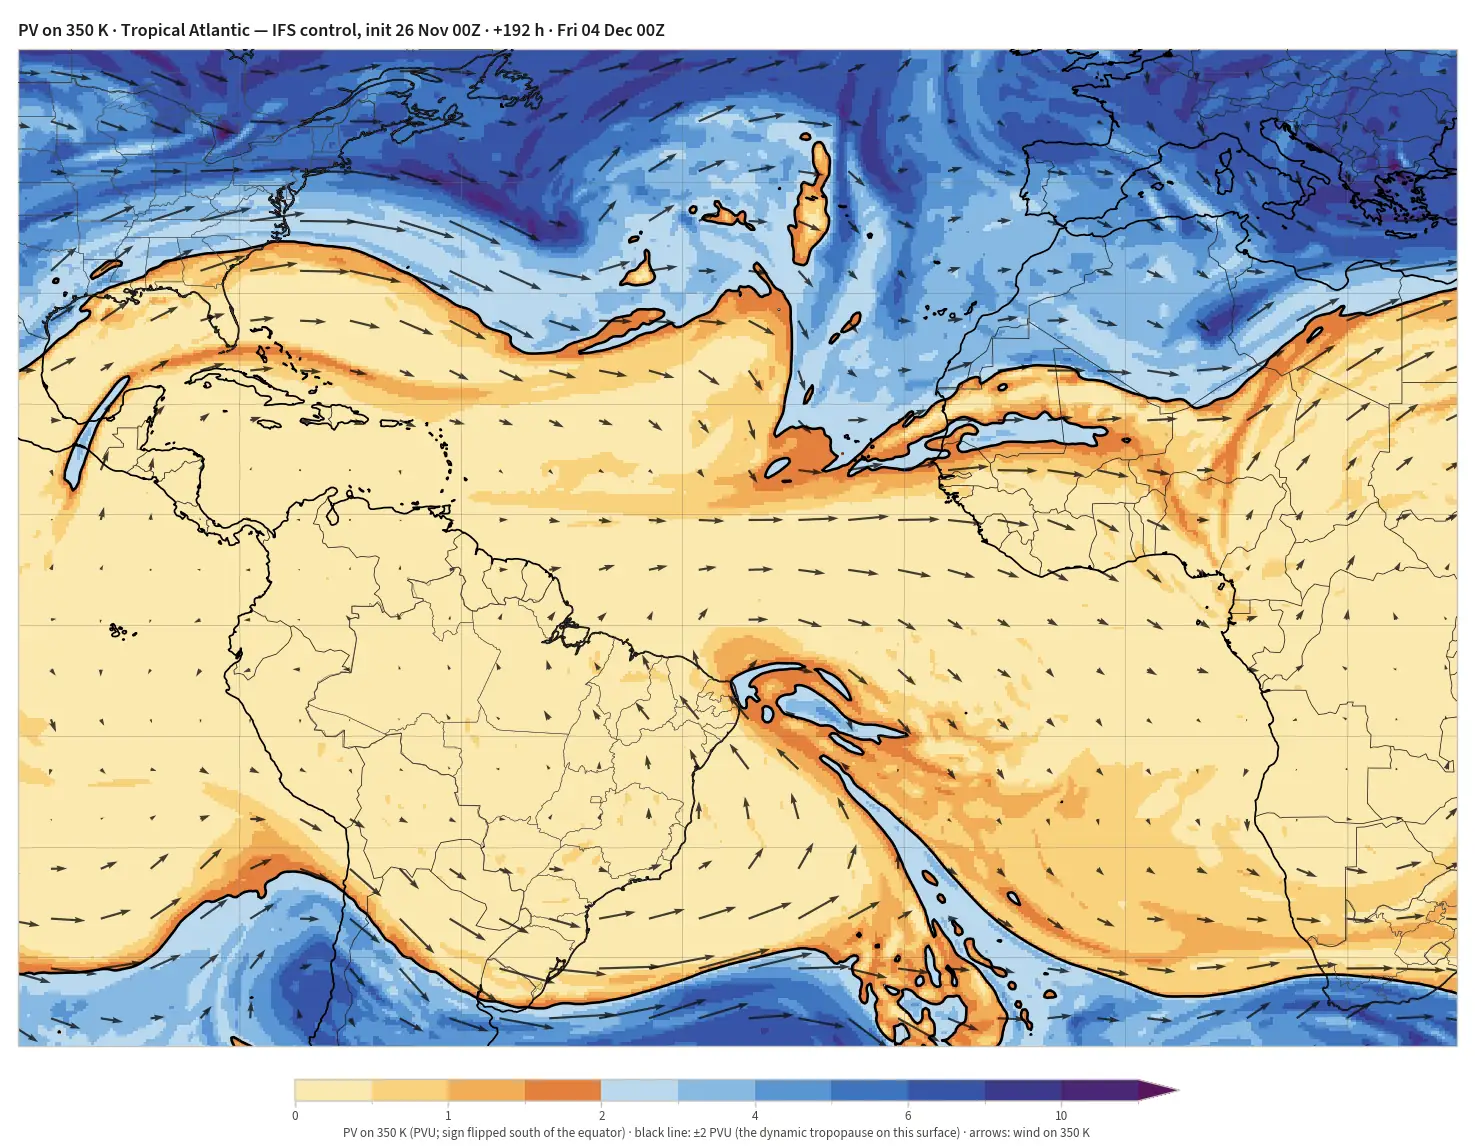 PV on 350 K · Tropical Atlantic — IFS control, init 26 Nov 00Z · +192 h · Fri 04 Dec 00Z
0 1 2 4 6 10
PV on 350 K (PVU; sign flipped south of the equator) · black line: ±2 PVU (the dynamic tropopause on this surface) · arrows: wind on 350 K